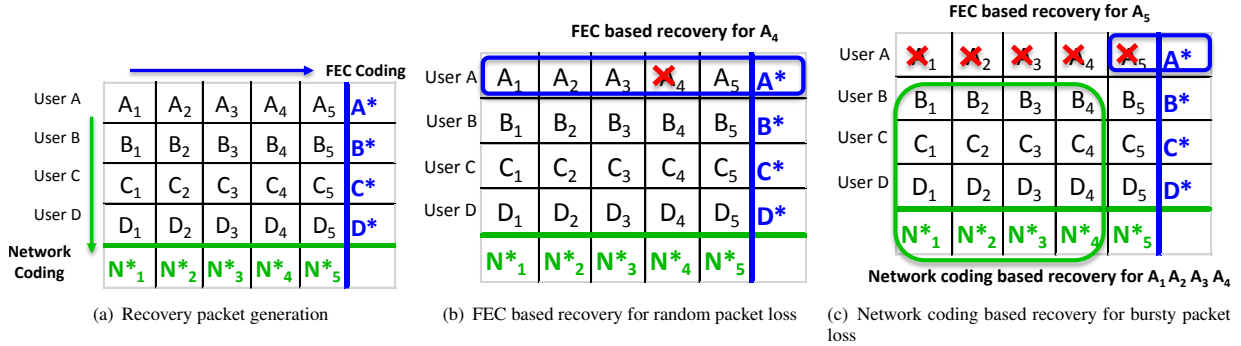 FEC Coding
User A A₁ A₂ A₃ A₄ A₅ A*
User B B₁ B₂ B₃ B₄ B₅ B*
User C C₁ C₂ C₃ C₄ C₅ C*
User D D₁ D₂ D₃ D₄ D₅ D*
Network Coding N*₁ N*₂ N*₃ N*₄ N*₅
(a) Recovery packet generation
FEC based recovery for A₄
User A A₁ A₂ A₃ A₄ A₅ A*
User B B₁ B₂ B₃ B₄ B₅ B*
User C C₁ C₂ C₃ C₄ C₅ C*
User D D₁ D₂ D₃ D₄ D₅ D*
N*₁ N*₂ N*₃ N*₄ N*₅
(b) FEC based recovery for random packet loss
FEC based recovery for A₅
User A A₁ A₂ A₃ A₄ A₅ A*
User B B₁ B₂ B₃ B₄ B₅ B*
User C C₁ C₂ C₃ C₄ C₅ C*
User D D₁ D₂ D₃ D₄ D₅ D*
N*₁ N*₂ N*₃ N*₄ N*₅
Network coding based recovery for A₁ A₂ A₃ A₄
(c) Network coding based recovery for bursty packet
loss